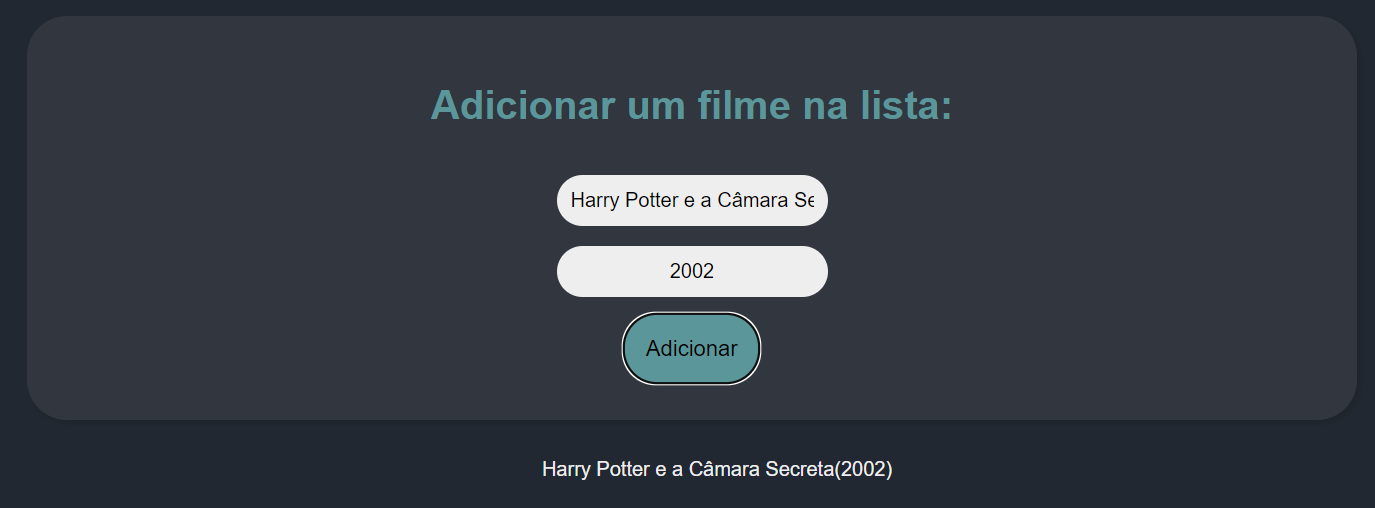 Adicionar um filme na lista:
Harry Potter e a Câmara Se
2002
Adicionar
Harry Potter e a Câmara Secreta(2002)